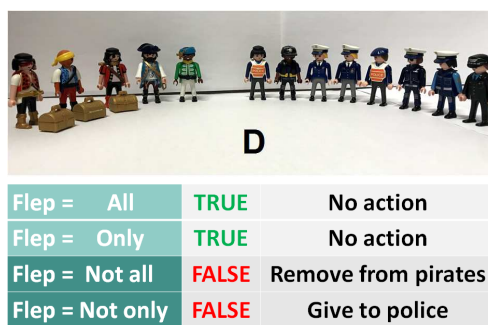 D
Flep = All TRUE No action
Flep = Only TRUE No action
Flep = Not all FALSE Remove from pirates
Flep = Not only FALSE Give to police